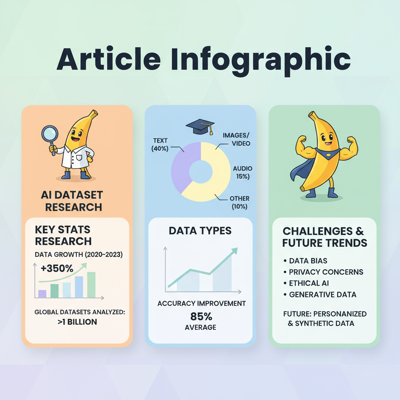 Article Infographic
AI DATASET
RESEARCH
KEY STATS
RESEARCH
DATA GROWTH (2020-2023)
+350%
GLOBAL DATASETS ANALYZED:
>1 BILLION
TEXT
(40%)
IMAGES/
VIDEO
AUDIO
15%)
OTHER
(10%)
DATA TYPES
ACCURACY IMPROVEMENT
85%
AVERAGE
CHALLENGES &
FUTURE TRENDS
• DATA BIAS
• PRIVACY CONCERNS
• ETHICAL AI
• GENERATIVE DATA
FUTURE: PERSONANIZED
& SYNTHETIC DATA